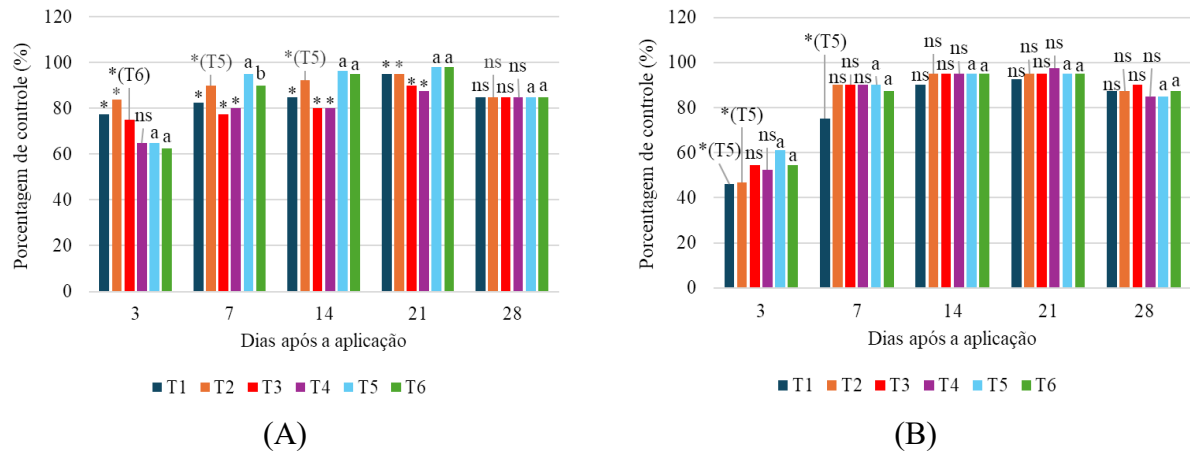 120
100
80
60
40
20
0
Porcentagem de controle (%)
* * *(T6) ns a a
* *(T5) * * a b
* *(T5) * * a a
* * * * a a
ns ns ns ns a a
3 7 14 21 28
Dias após a aplicação
T1 T2 T3 T4 T5 T6
(A)
120
100
80
60
40
20
0
Porcentagem de controle (%)
*(T5) *(T5) ns ns a a
*(T5) ns ns ns a a
ns ns ns ns a a
ns ns ns ns a a
ns ns ns ns a a
3 7 14 21 28
Dias após a aplicação
T1 T2 T3 T4 T5 T6
(B)